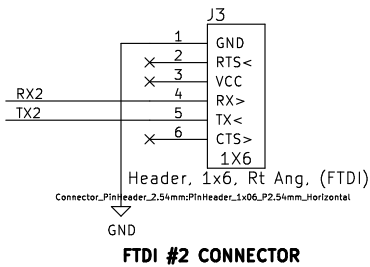 J3
1 GND
2 RTS<
3 VCC
RX2 4 RX>
TX2 5 TX<
6 CTS>
1X6
Header, 1x6, Rt Ang, (FTDI)
Connector_PinHeader_2.54mm:PinHeader_1x06_P2.54mm_Horizontal
GND
FTDI #2 CONNECTOR